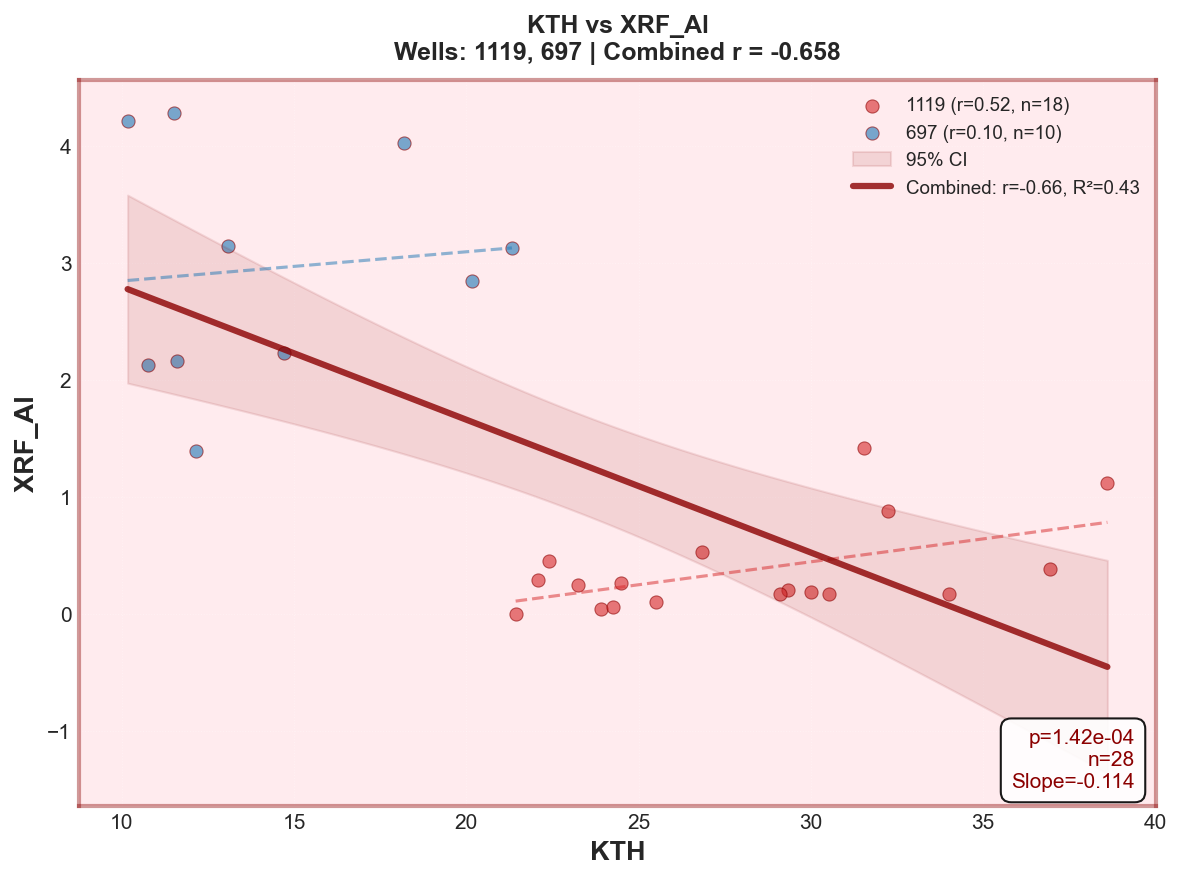 KTH vs XRF_Al
Wells: 1119, 697 | Combined r = -0.658
1119 (r=0.52, n=18)
697 (r=0.10, n=10)
95% CI
Combined: r=-0.66, R²=0.43
4
3
2
1
0
−1
XRF_Al
p=1.42e-04
n=28
Slope=-0.114
10 15 20 25 30 35 40
KTH